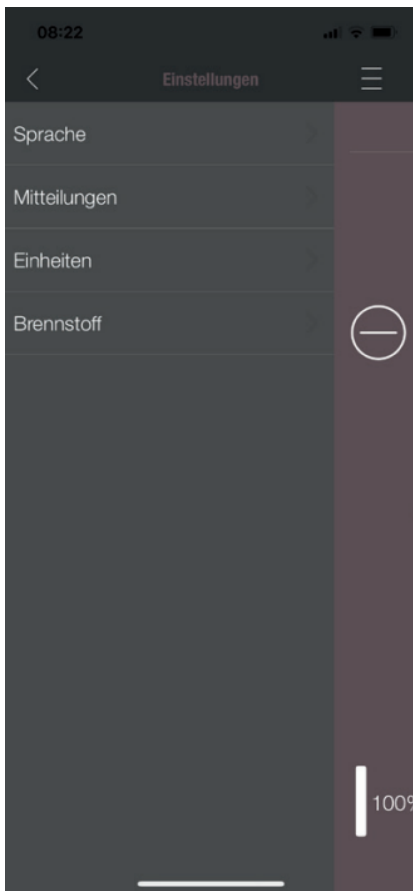 08:22
Einstellungen
Sprache
Mitteilungen
Einheiten
Brennstoff
100%